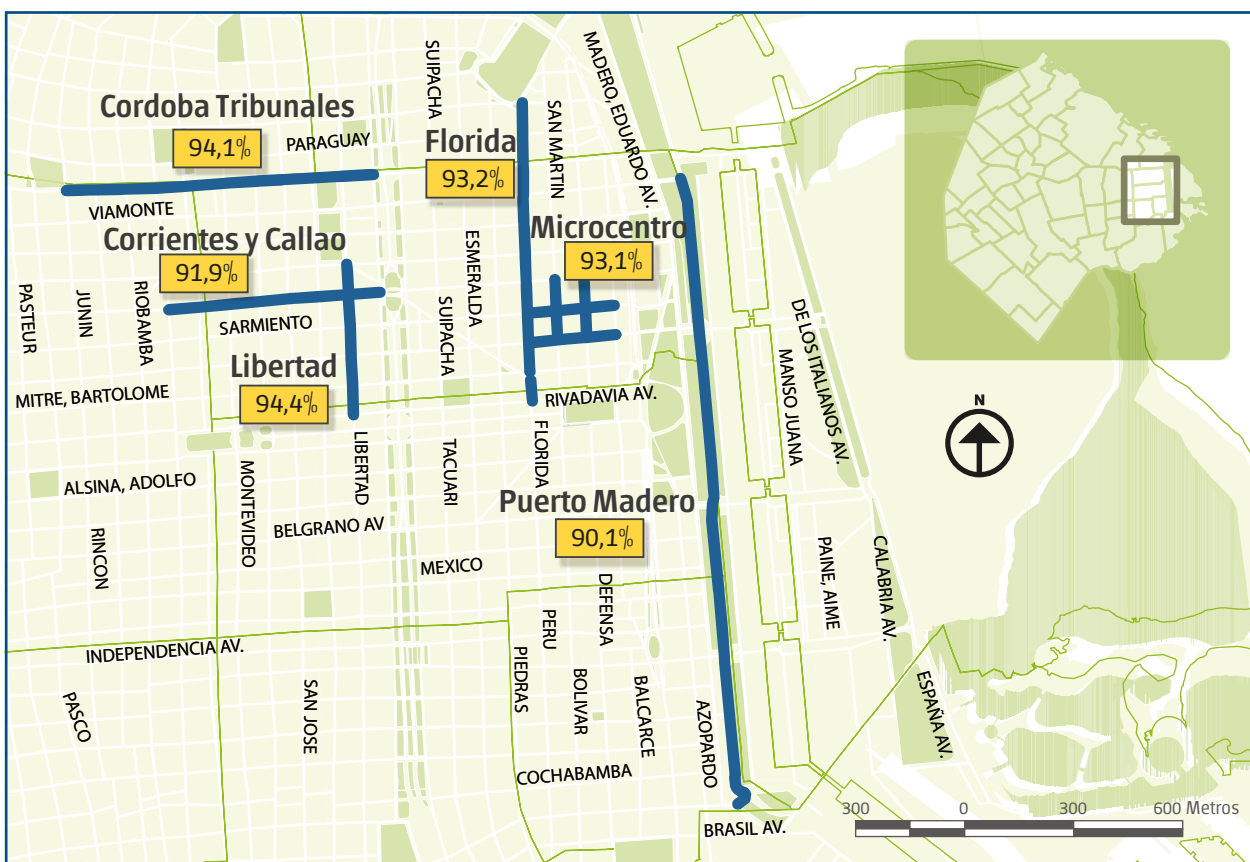 SUIPACHA
MADERO, EDUARDO AV.
Cordoba Tribunales
94,1%
PARAGUAY
Florida
93,2%
SAN MARTIN
VIAMONTE
Corrientes y Callao
91,9%
ESMERALDA
Microcentro
93,1%
PASTEUR
JUNIN
RIOBAMBA
SARMIENTO
SUIPACHA
DE LOS ITALIANOS AV.
MANSO JUANA
Libertad
94,4%
MITRE, BARTOLOME
RIVADAVIA AV.
N
LIBERTAD
TACUARI
FLORIDA
ALSINA, ADOLFO
MONTEVIDEO
Puerto Madero
90,1%
BELGRANO AV
RINCON
MEXICO
DEFENSA
PAINE, AIME
CALABRIA AV.
PERU
INDEPENDENCIA AV.
PIEDRAS
BOLIVAR
BALCARCE
ESPAÑA AV.
PASCO
SAN JOSE
AZOPARDO
COCHABAMBA
BRASIL AV.
300 0 300 600 Metros